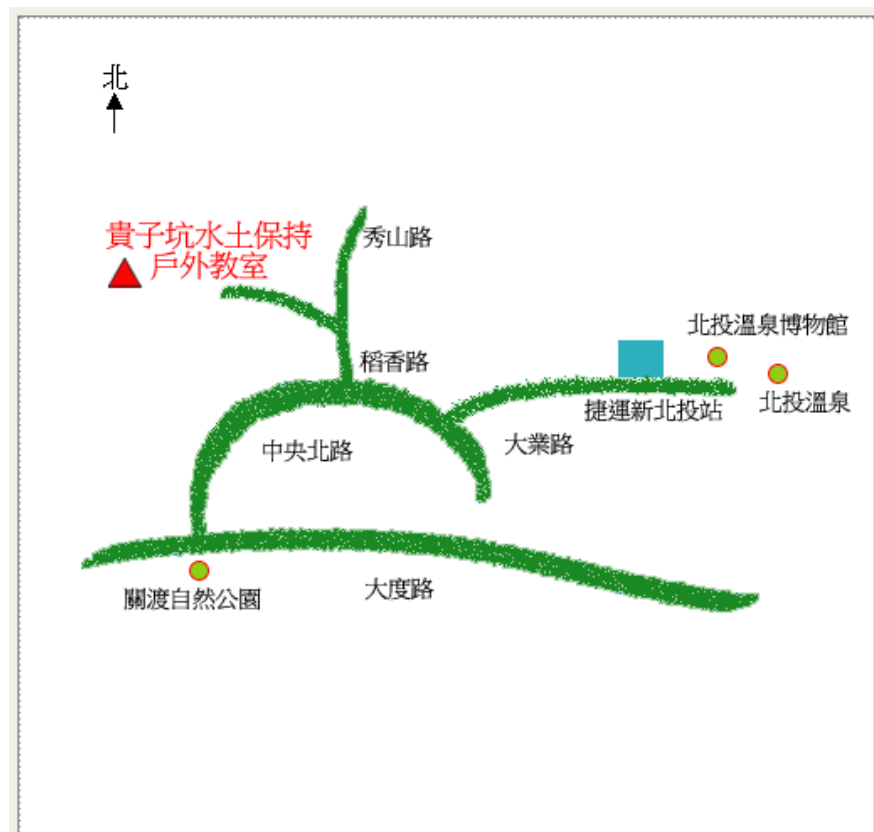 北
貴子坑水土保持
戶外教室
秀山路
北投溫泉博物館
稻香路
北投溫泉
捷運新北投站
大業路
中央北路
大度路
關渡自然公園